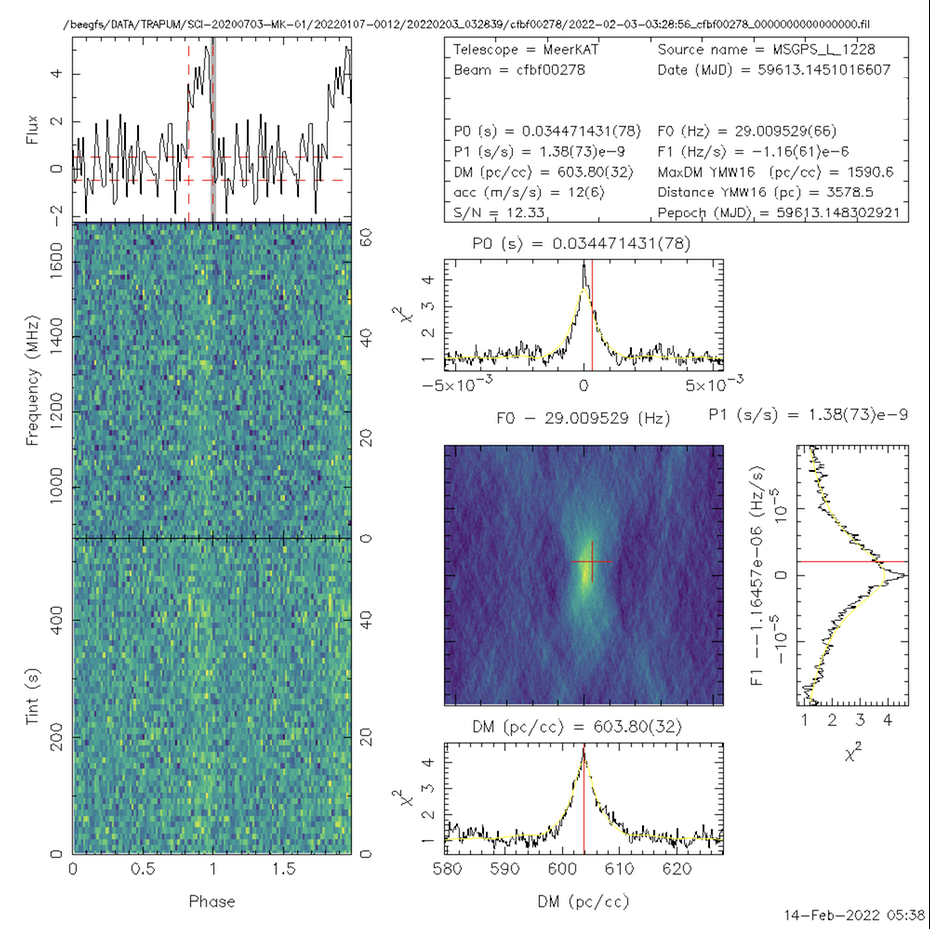 /beegfs/DATA/TRAPUM/SCI-20200703-MK-01/20220107-0012/20220203_032839/cfbf00278/2022-02-03-03:28:56_cfbf00278_0000000000000000.fil
Telescope = MeerKAT Source name = MSGPS_L_1228
Beam = cfbf00278 Date (MJD) = 59613.1451016607
P0 (s) = 0.034471431(78) F0 (Hz) = 29.009529(66)
P1 (s/s) = 1.38(73)e-9 F1 (Hz/s) = -1.16(61)e-6
DM (pc/cc) = 603.80(32) MaxDM YMW16 (pc/cc) = 1590.6
acc (m/s/s) = 12(6) Distance YMW16 (pc) = 3578.5
S/N = 12.33 Pepoch (MJD) = 59613.148302921
Flux
4
2
0
-2
Frequency (MHz)
1600
1400
1200
1000
60
40
20
0
Tint (s)
400
200
0
40
20
0
0 0.5 1 1.5
Phase
P0 (s) = 0.034471431(78)
χ²
4
3
2
1
-5×10⁻³ 0 5×10⁻³
F0 - 29.009529 (Hz)
P1 (s/s) = 1.38(73)e-9
F1 --1.16457e-06 (Hz/s)
10⁻⁵
0
-10⁻⁵
1 2 3 4
χ²
DM (pc/cc) = 603.80(32)
χ²
4
3
2
1
580 590 600 610 620
DM (pc/cc)
14-Feb-2022 05:38